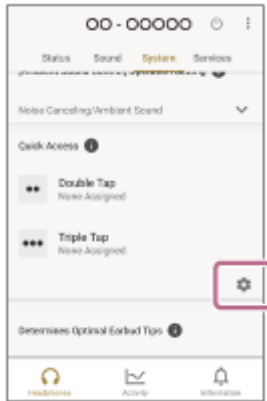 OO-OOOOO
Status Sound System Services
Noise Canceling/Ambient Sound
Quick Access
Double Tap
None Assigned
Triple Tap
None Assigned
Determines Optimal Earbud Tips
Headphones Activity Information